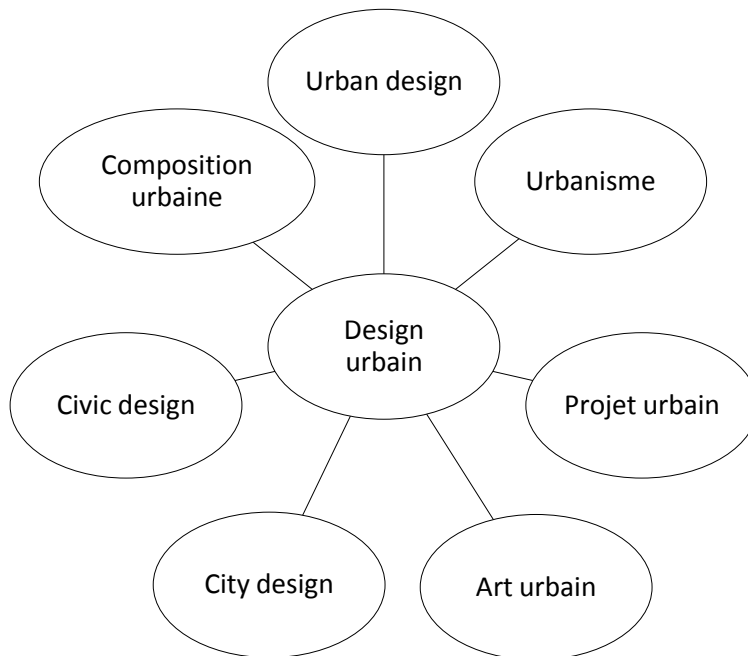 Urban design
Composition
urbaine
Urbanisme
Design
urbain
Civic design
Projet urbain
City design
Art urbain